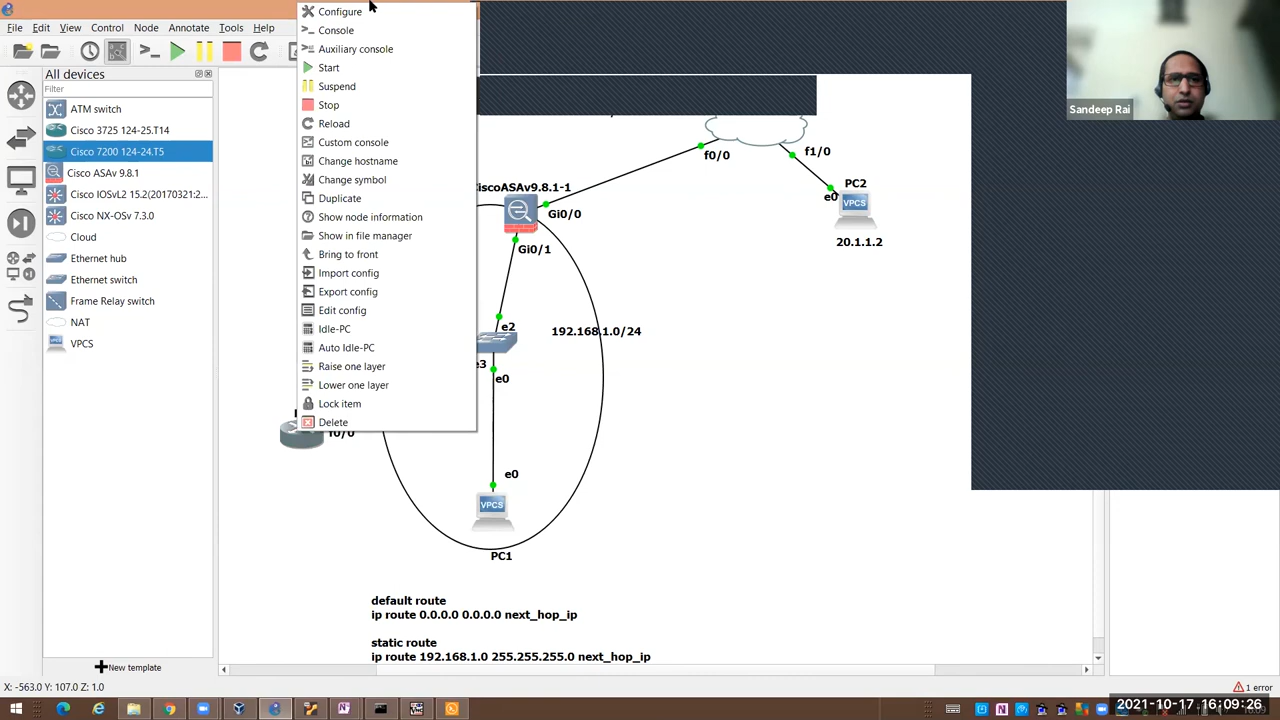 File Edit View Control Node Annotate Tools Help
All devices
Filter
ATM switch
Cisco 3725 124-25.T14
Cisco 7200 124-24.T5
Cisco ASAv 9.8.1
Cisco IOSvL2 15.2(20170321:2...
Cisco NX-OSv 7.3.0
Cloud
Ethernet hub
Ethernet switch
Frame Relay switch
NAT
VPCS
New template
Configure
Console
Auxiliary console
Start
Suspend
Stop
Reload
Custom console
Change hostname
Change symbol
Duplicate
Show node information
Show in file manager
Bring to front
Import config
Export config
Edit config
Idle-PC
Auto Idle-PC
Raise one layer
Lower one layer
Lock item
Delete
f0/0
f0/0
f1/0
PC2
e0
VPCS
20.1.1.2
CiscoASAv9.8.1-1
Gi0/0
Gi0/1
e2
192.168.1.0/24
e3
e0
e0
VPCS
PC1
default route
ip route 0.0.0.0 0.0.0.0 next_hop_ip
static route
ip route 192.168.1.0 255.255.255.0 next_hop_ip
Sandeep Rai
X: -563.0 Y: 107.0 Z: 1.0
1 error
2021-10-17 16:09:26